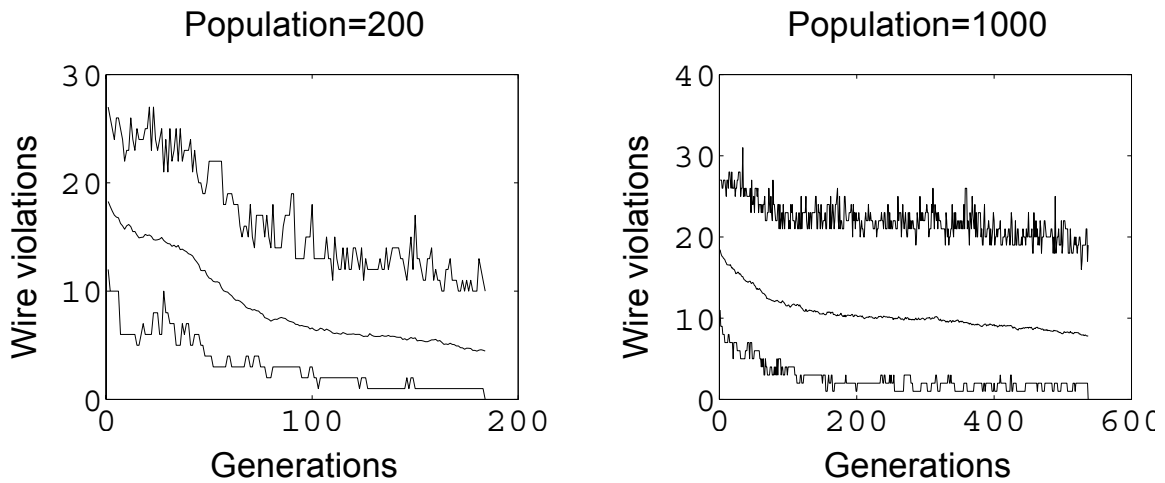 Population=200
30
20
10
0
Wire violations
0 100 200
Generations
Population=1000
40
30
20
10
0
Wire violations
0 200 400 600
Generations